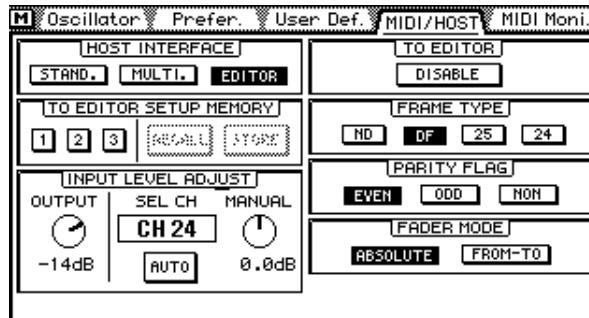 M Oscillator Prefer. User Def. MIDI/HOST MIDI Moni.
HOST INTERFACE
STAND. MULTI. EDITOR
TO EDITOR SETUP MEMORY
1 2 3 RECALL STORE
INPUT LEVEL ADJUST
OUTPUT SEL CH MANUAL
CH 24
-14dB AUTO 0.0dB
TO EDITOR
DISABLE
FRAME TYPE
ND DF 25 24
PARITY FLAG
EVEN ODD NON
FADER MODE
ABSOLUTE FROM-TO